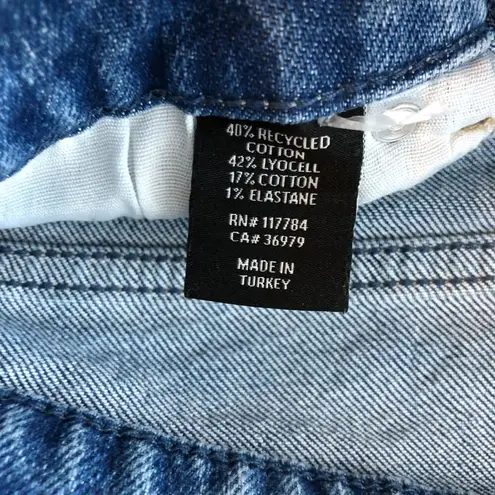 40% RECYCLED
COTTON
42% LYOCELL
17% COTTON
1% ELASTANE
RN# 117784
CA# 36979
MADE IN
TURKEY